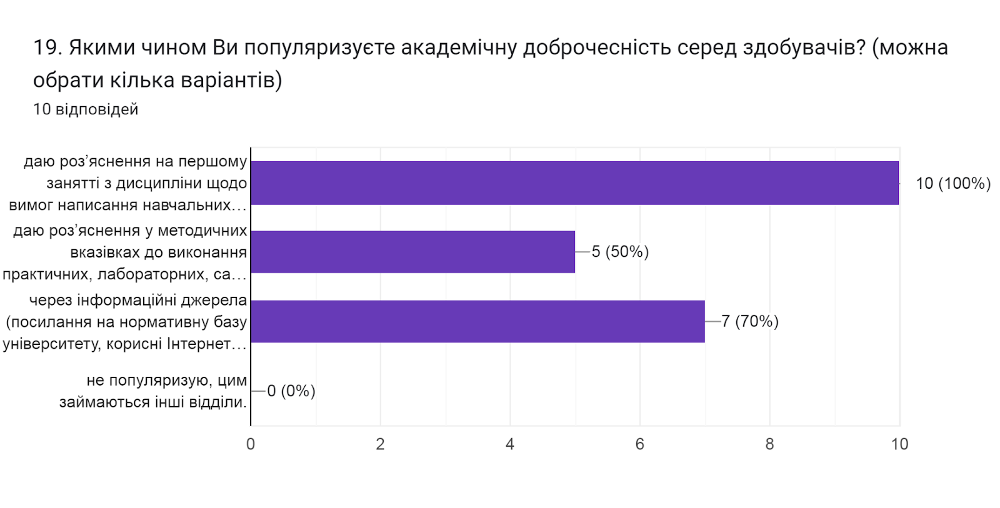 19. Якими чином Ви популяризуєте академічну доброчесність серед здобувачів? (можна
обрати кілька варіантів)
10 відповідей
даю роз’яснення на першому
занятті з дисципліни щодо
вимог написання навчальних…
10 (100%)
даю роз’яснення у методичних
вказівках до виконання
практичних, лабораторних, са…
5 (50%)
через інформаційні джерела
(посилання на нормативну базу
університету, корисні Інтернет…
7 (70%)
не популяризую, цим
займаються інші відділи.
0 (0%)
0 2 4 6 8 10